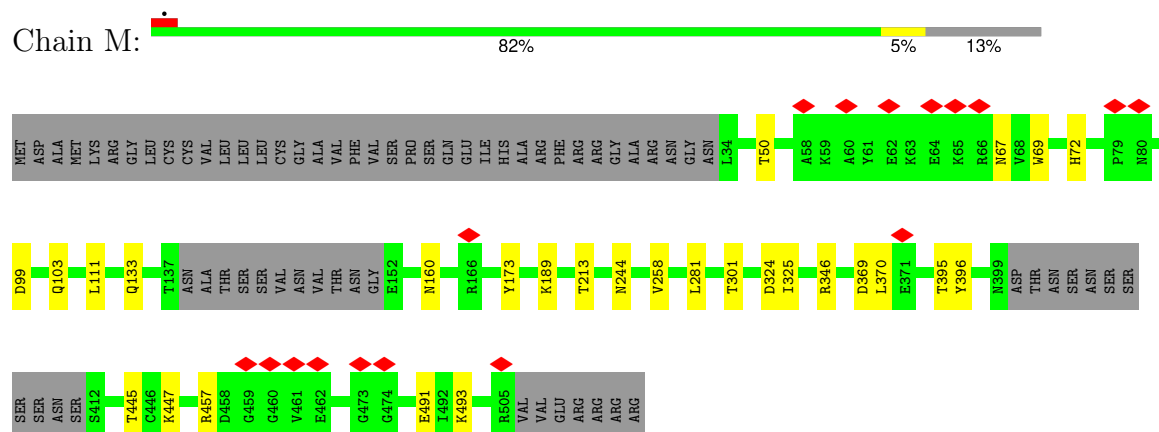 Chain M:
82% 5% 13%
MET ASP ALA MET LYS ARG GLY LEU CYS CYS VAL LEU LEU LEU CYS GLY ALA VAL PHE VAL SER PRO SER GLN GLU ILE HIS ALA ARG PHE ARG ARG GLY ALA ARG ASN GLY ASN L34 T50 A58 K59 A60 Y61 E62 K63 E64 K65 R66 N67 V68 W69 H72 P79 N80
D99 Q103 L111 Q133 T137 ASN ALA THR SER SER VAL ASN VAL THR ASN GLY E152 N160 R166 Y173 K189 T213 N244 V258 L281 T301 D324 I325 R346 D369 L370 E371 T395 Y396 N399 ASP THR ASN SER ASN SER SER
SER SER ASN SER S412 T445 C446 K447 R457 D458 G459 G460 V461 E462 G473 G474 E491 I492 K493 R505 VAL VAL GLU ARG ARG ARG ARG